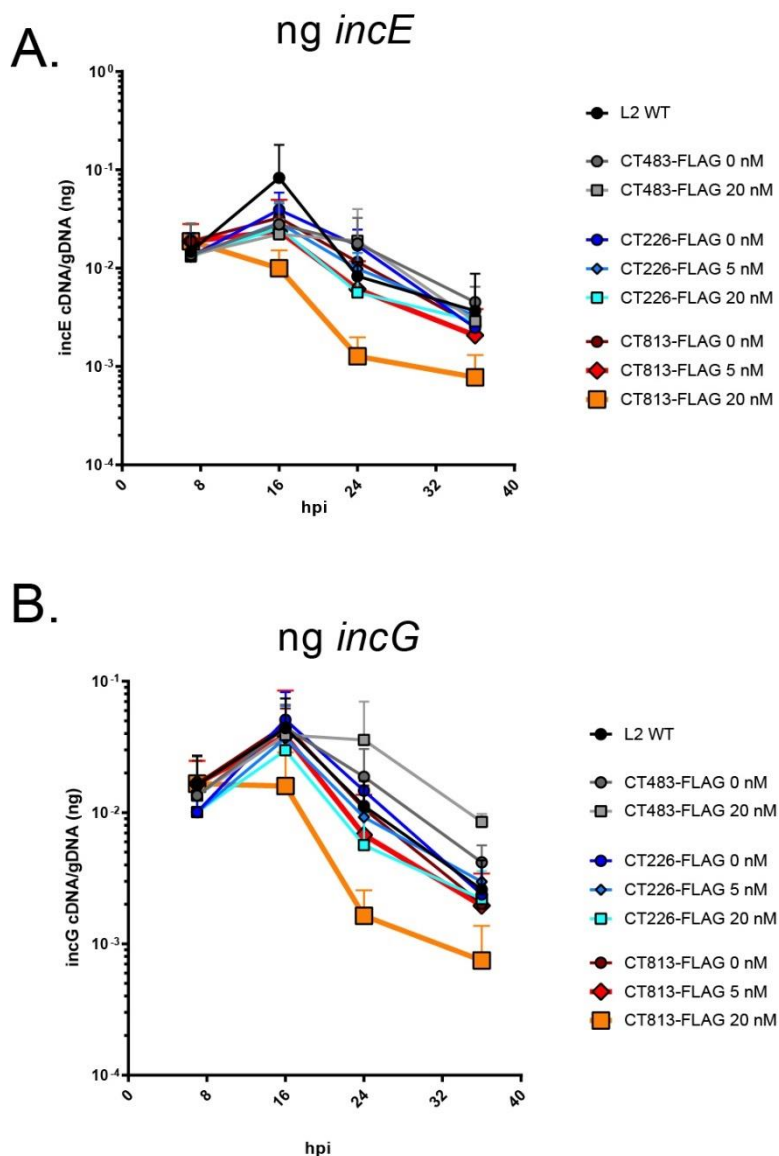 A.
ng incE
10^0
10^-1
10^-2
10^-3
10^-4
incE cDNA/gDNA (ng)
0
8
16
24
32
40
hpi
L2 WT
CT483-FLAG 0 nM
CT483-FLAG 20 nM
CT226-FLAG 0 nM
CT226-FLAG 5 nM
CT226-FLAG 20 nM
CT813-FLAG 0 nM
CT813-FLAG 5 nM
CT813-FLAG 20 nM
B.
ng incG
10^-1
10^-2
10^-3
10^-4
incG cDNA/gDNA (ng)
0
8
16
24
32
40
hpi
L2 WT
CT483-FLAG 0 nM
CT483-FLAG 20 nM
CT226-FLAG 0 nM
CT226-FLAG 5 nM
CT226-FLAG 20 nM
CT813-FLAG 0 nM
CT813-FLAG 5 nM
CT813-FLAG 20 nM